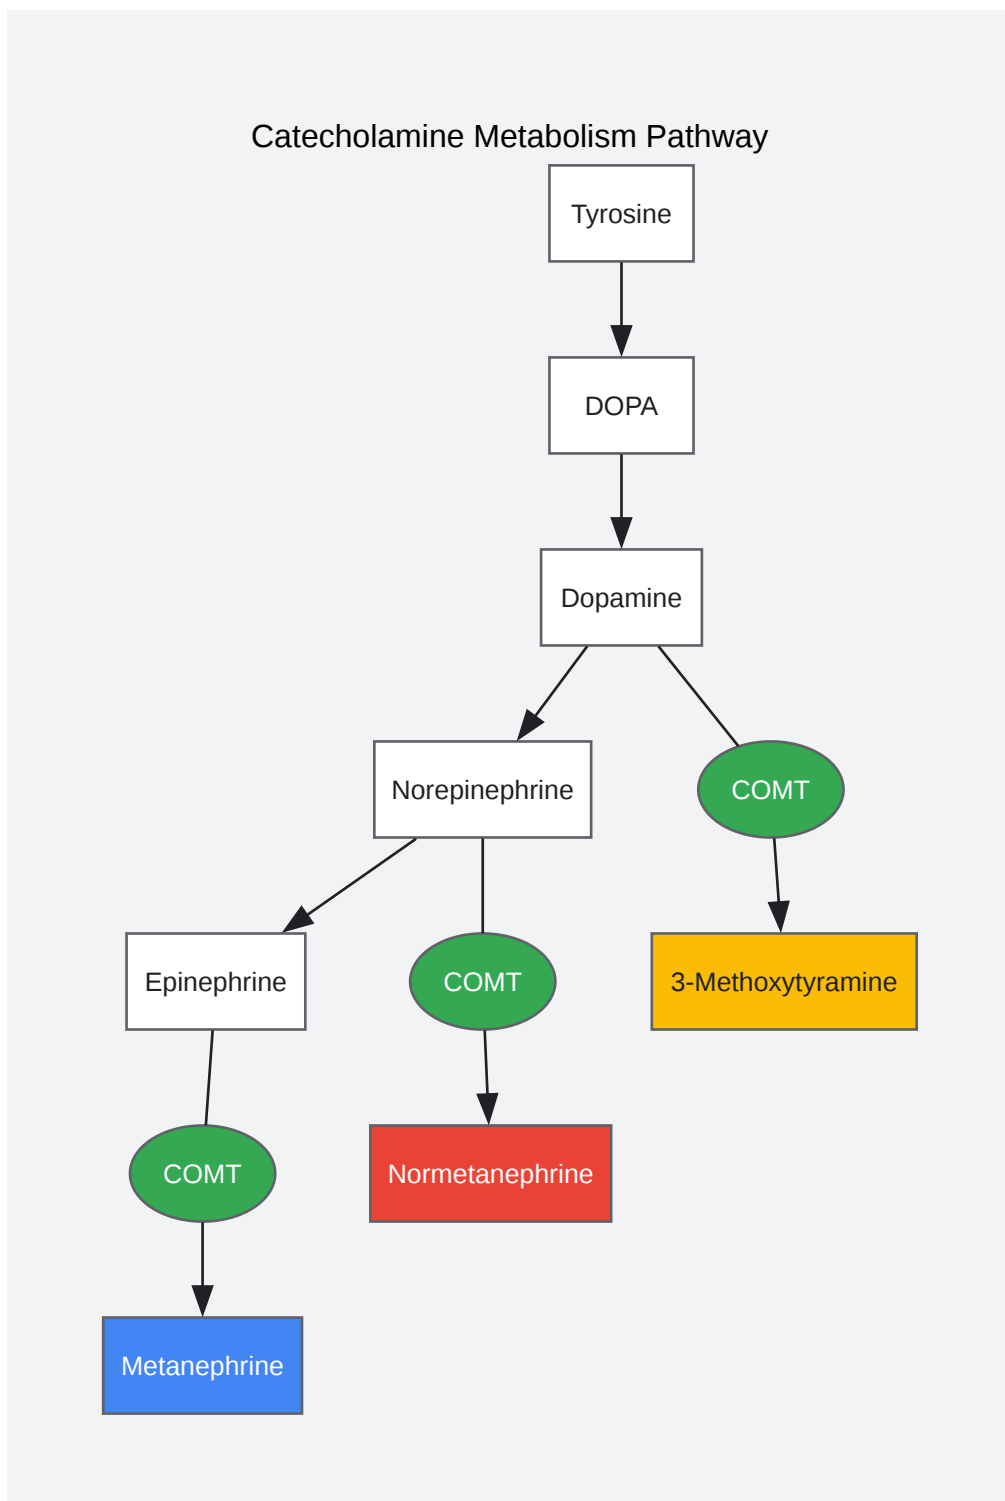 Catecholamine Metabolism Pathway
Tyrosine
DOPA
Dopamine
Norepinephrine
COMT
Epinephrine
COMT
3-Methoxytyramine
COMT
Normetanephrine
Metanephrine